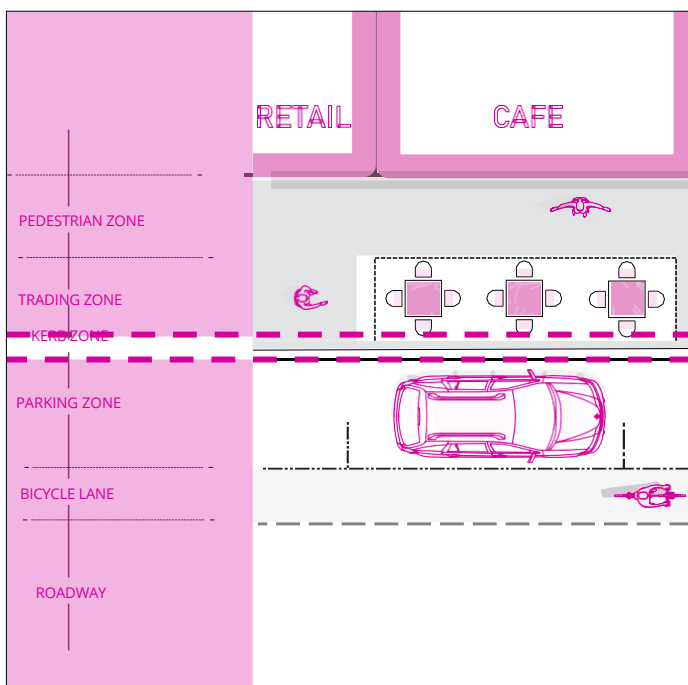 RETAIL
CAFE
PEDESTRIAN ZONE
TRADING ZONE
KERB ZONE
PARKING ZONE
BICYCLE LANE
ROADWAY